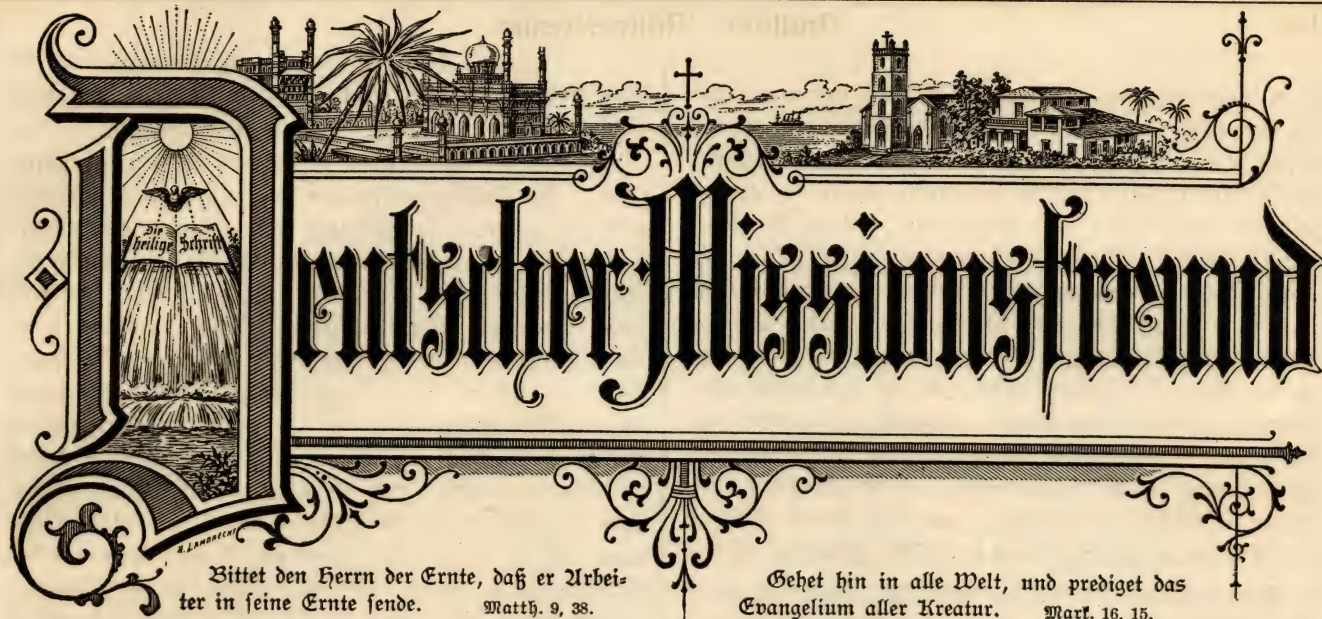 Die heilige Schrift
Deutscher Missionsfreund
A. LAMBRECHT
Bittet den Herrn der Ernte, daß er Arbei=
ter in seine Ernte sende. Matth. 9, 38.
Gehet hin in alle Welt, und prediget das
Evangelium aller Kreatur. Mark. 16, 15.